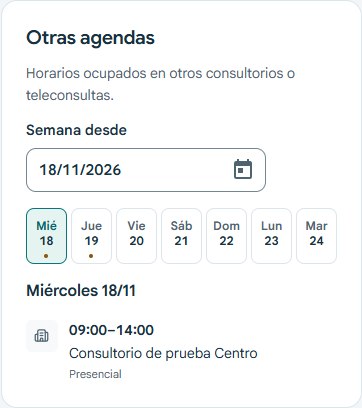 Otras agendas
Horarios ocupados en otros consultorios o
teleconsultas.
Semana desde
18/11/2026
Mié Jue Vie Sáb Dom Lun Mar
18 19 20 21 22 23 24
Miércoles 18/11
09:00–14:00
Consultorio de prueba Centro
Presencial